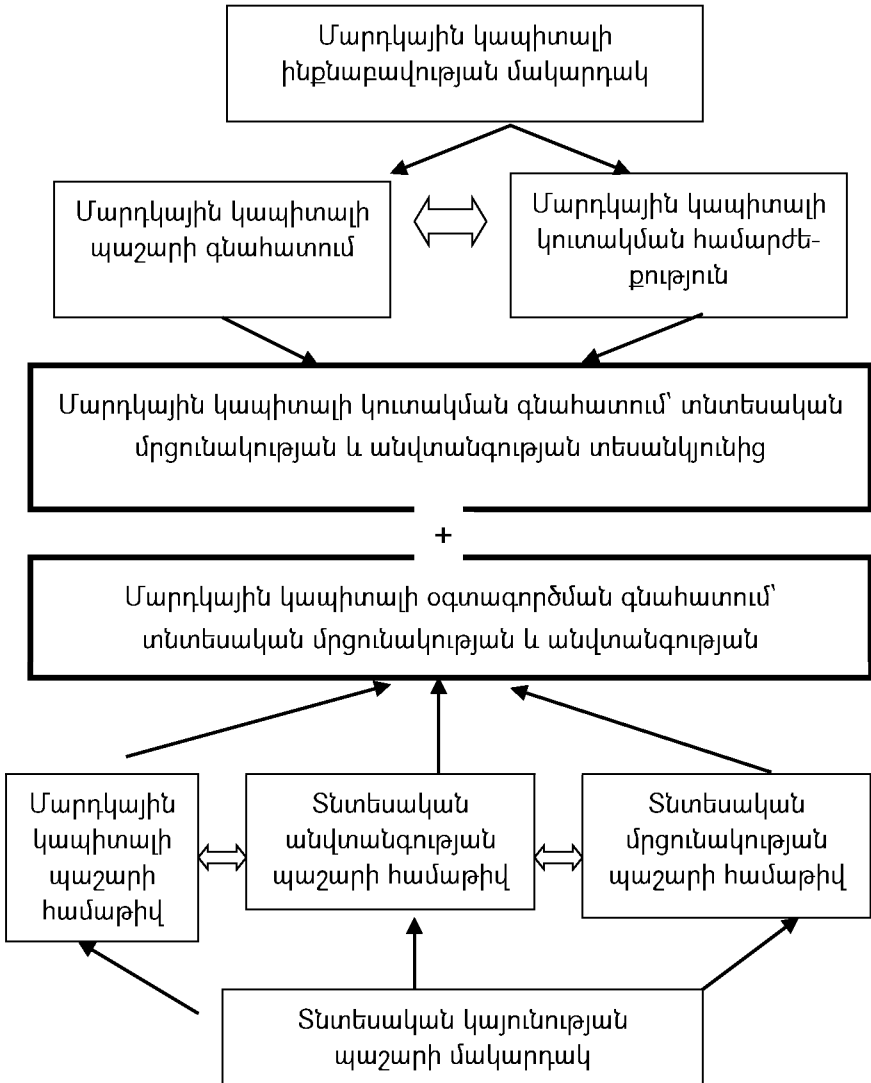 Մարդկային կապիտալի
ինքնաբավության մակարդակ
Մարդկային կապիտալի
պաշարի գնահատում
Մարդկային կապիտալի
կուտակման համարժե-
քություն
Մարդկային կապիտալի կուտակման գնահատում՝ տնտեսական
մրցունակության և անվտանգության տեսանկյունից
+
Մարդկային կապիտալի օգտագործման գնահատում՝
տնտեսական մրցունակության և անվտանգության
Մարդկային
կապիտալի
պաշարի
համաթիվ
Տնտեսական
անվտանգության
պաշարի համաթիվ
Տնտեսական
մրցունակության
պաշարի համաթիվ
Տնտեսական կայունության
պաշարի մակարդակ